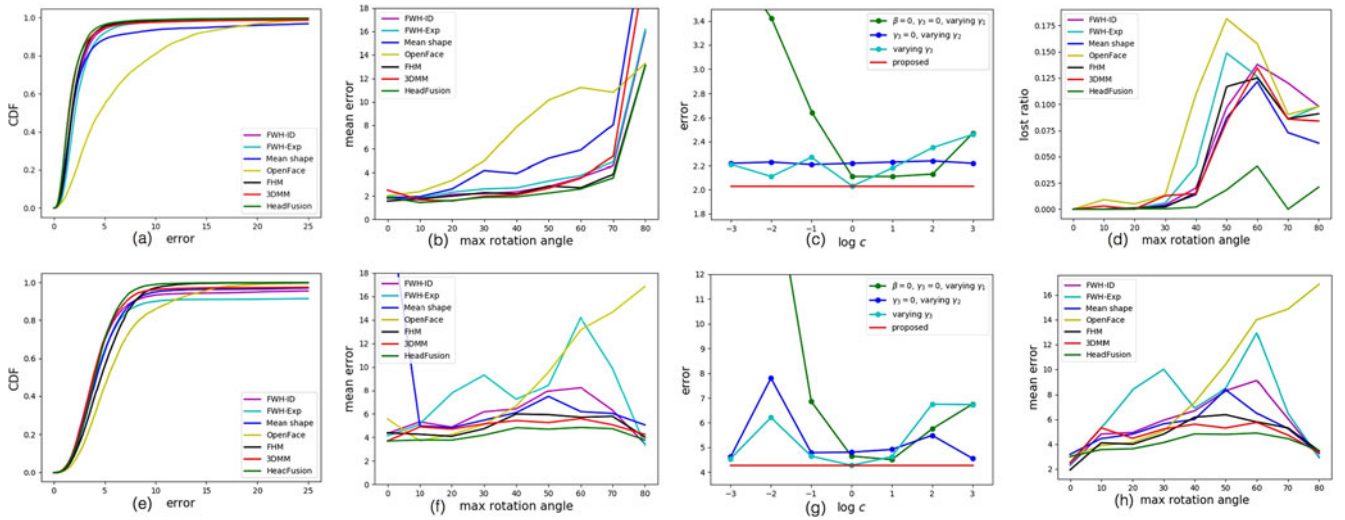 CDF
1.0
0.8
0.6
0.4
0.2
0.0
FWH-ID
FWH-Exp
Mean shape
OpenFace
FHM
3DMM
HeadFusion
0 5 10 15 20 25
(a) error
mean error
18
16
14
12
10
8
6
4
2
0
FWH-ID
FWH-Exp
Mean shape
OpenFace
FHM
3DMM
HeadFusion
0 10 20 30 40 50 60 70 80
(b) max rotation angle
error
3.4
3.2
3.0
2.8
2.6
2.4
2.2
2.0
1.8
β=0, γ₃=0, varying γ₁
γ₃=0, varying γ₂
varying γ₃
proposed
−3 −2 −1 0 1 2 3
(c) log c
lost ratio
0.175
0.150
0.125
0.100
0.075
0.050
0.025
0.000
FWH-ID
FWH-Exp
Mean shape
OpenFace
FHM
3DMM
HeadFusion
0 10 20 30 40 50 60 70 80
(d) max rotation angle
CDF
1.0
0.8
0.6
0.4
0.2
0.0
FWH-ID
FWH-Exp
Mean shape
OpenFace
FHM
3DMM
HeadFusion
0 5 10 15 20 25
(e) error
mean error
18
16
14
12
10
8
6
4
2
0
FWH-ID
FWH-Exp
Mean shape
OpenFace
FHM
3DMM
HeadFusion
0 10 20 30 40 50 60 70 80
(f) max rotation angle
error
12
11
10
9
8
7
6
5
4
β=0, γ₃=0, varying γ₁
γ₃=0, varying γ₂
varying γ₃
proposed
−3 −2 −1 0 1 2 3
(g) log c
mean error
16
14
12
10
8
6
4
2
FWH-ID
FWH-Exp
Mean shape
OpenFace
FHM
3DMM
HeadFusion
0 10 20 30 40 50 60 70 80
(h) max rotation angle